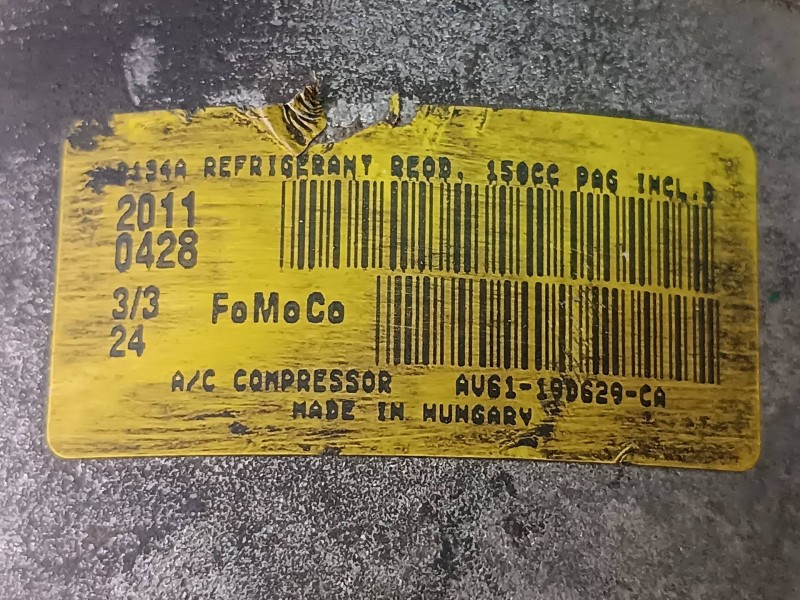 R134A REFRIGERANT REQD. 150CC PAG INCL.D
2011
0428
3/3
24
FoMoCo
A/C COMPRESSOR AV61-19D629-CA
MADE IN HUNGARY